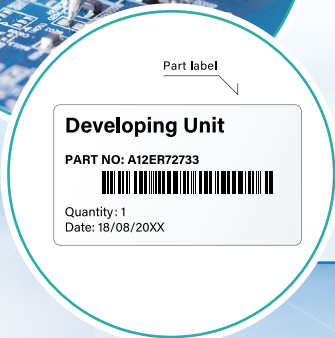 Part label
Developing Unit
PART NO: A12ER72733
Quantity: 1
Date: 18/08/20XX